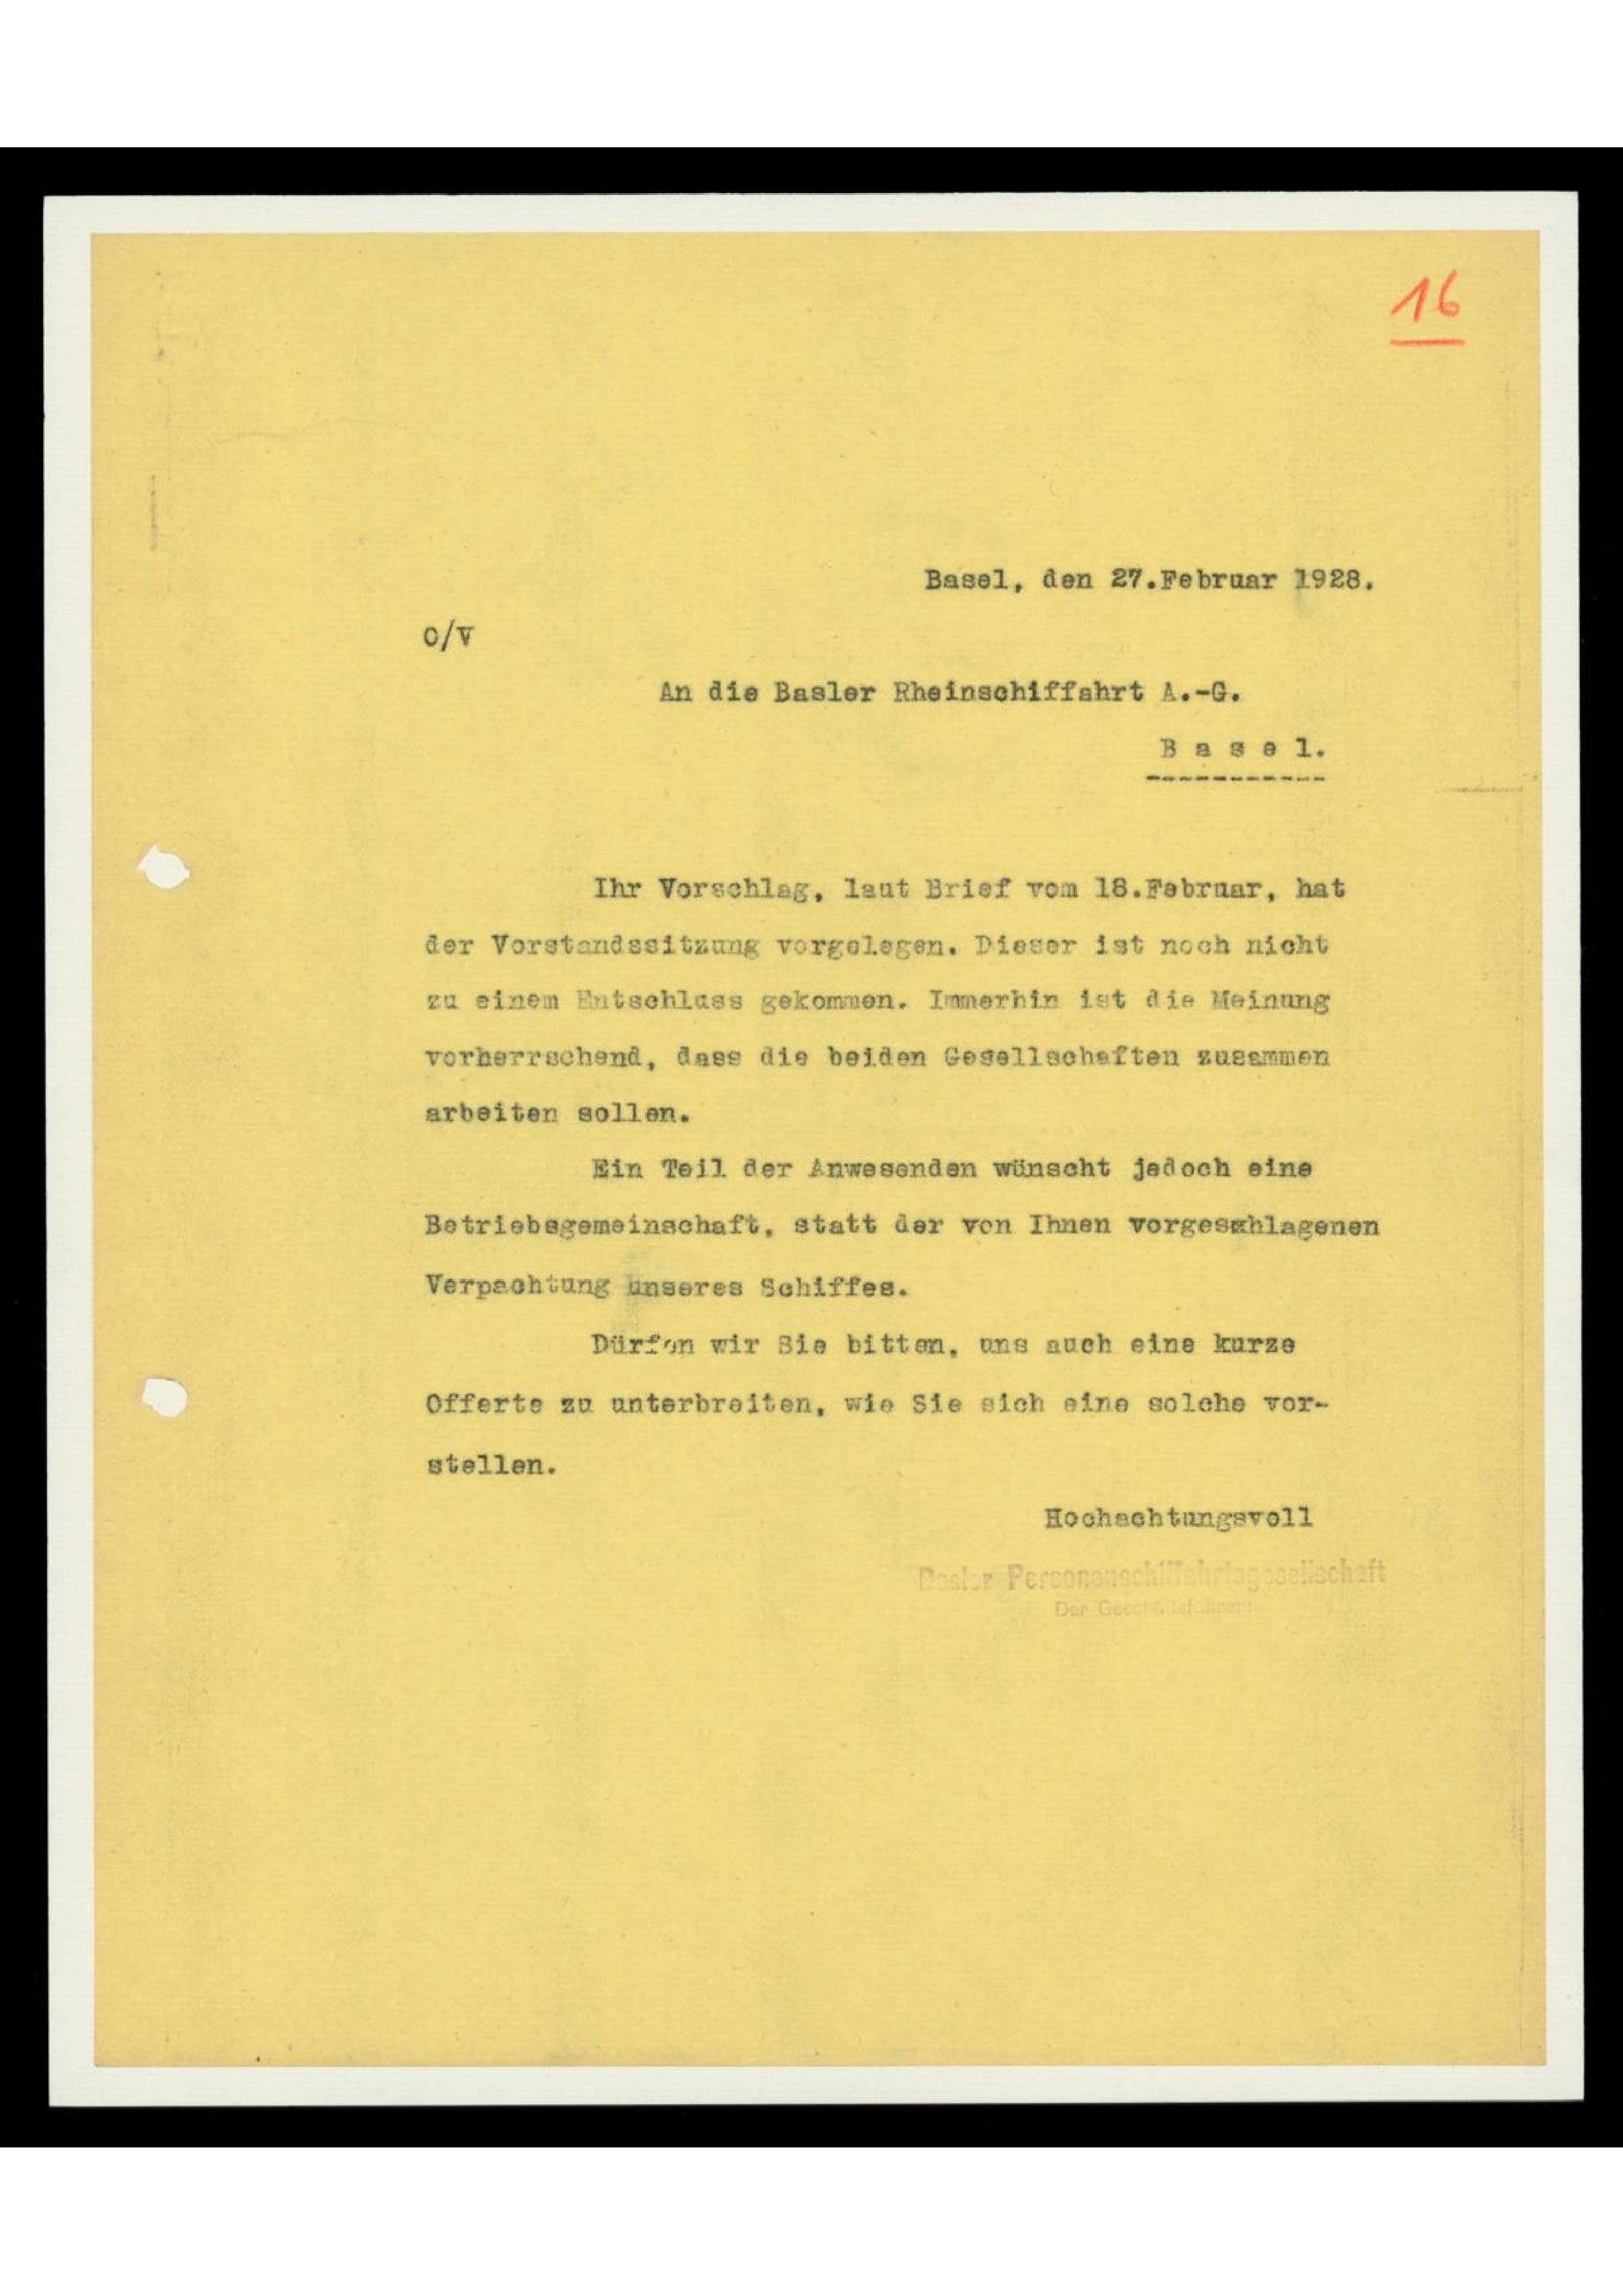 16
Basel, den 27.Februar 1928.
O/V
An die Basler Rheinschiffahrt A.-G.
B a s e l.
-----------
Ihr Vorschlag, laut Brief vom 18.Februar, hat
der Vorstandssitzung vorgelegen. Dieser ist noch nicht
zu einem Entschluss gekommen. Immerhin ist die Meinung
vorherrschend, dass die beiden Gesellschaften zusammen
arbeiten sollen.
Ein Teil der Anwesenden wünscht jedoch eine
Betriebsgemeinschaft, statt der von Ihnen vorgeschlagenen
Verpachtung unseres Schiffes.
Dürfen wir Sie bitten, uns auch eine kurze
Offerte zu unterbreiten, wie Sie sich eine solche vor-
stellen.
Hochachtungsvoll
Basler Personenschiffahrtsgesellschaft
Der Geschäftsführer: